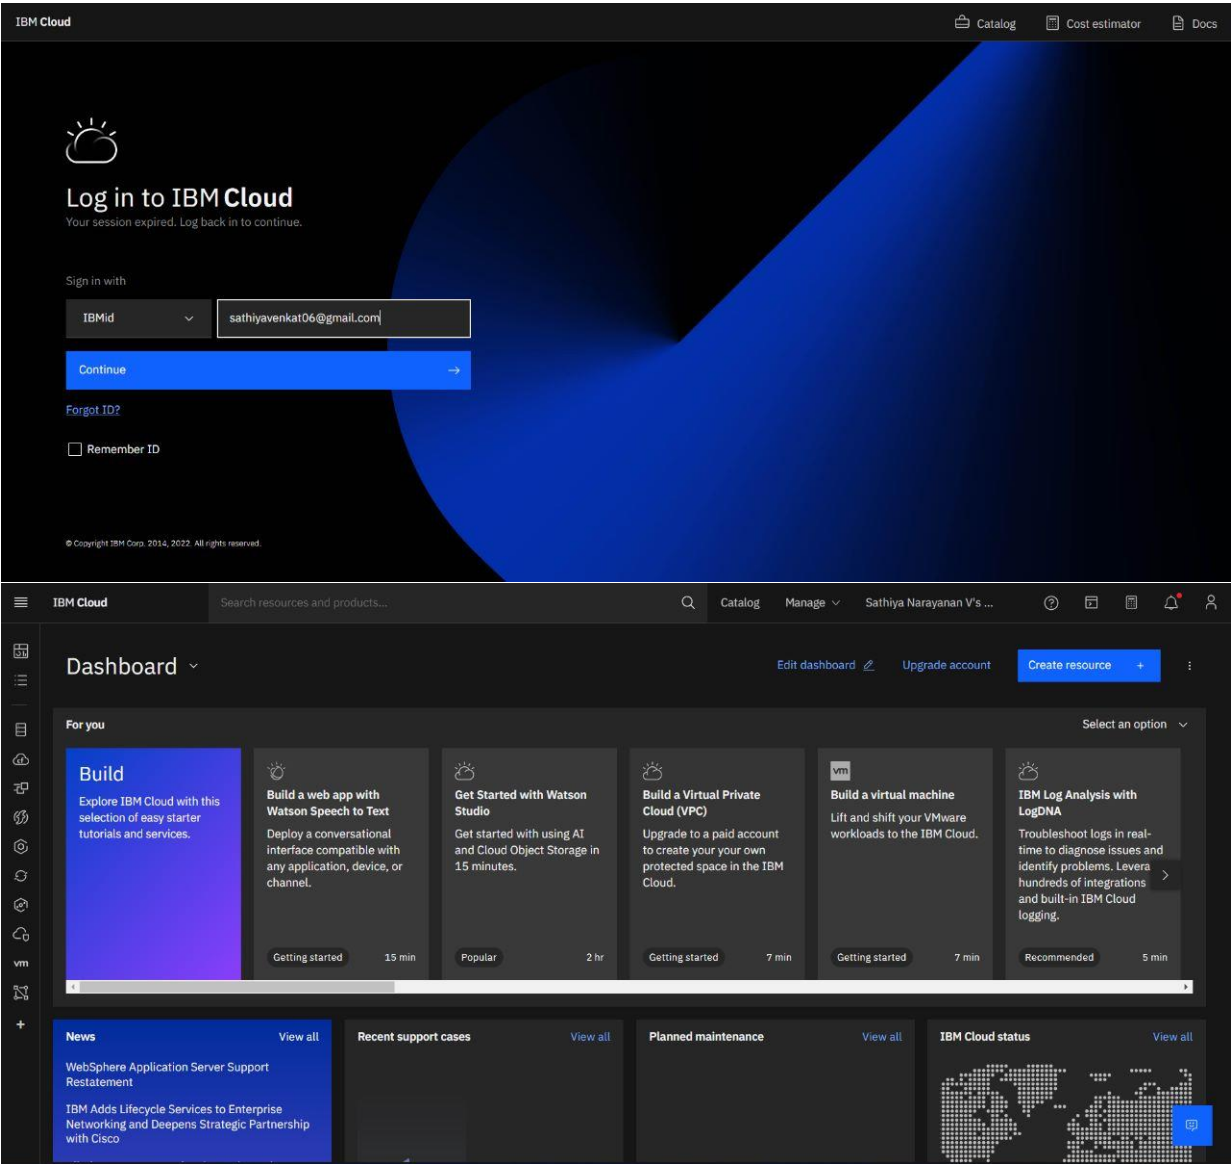 IBM Cloud
Catalog
Cost estimator
Docs
Log in to IBM Cloud
Your session expired. Log back in to continue.
Sign in with
IBMid
sathiyavenkat06@gmail.com
Continue
Forgot ID?
Remember ID
© Copyright IBM Corp. 2014, 2022. All rights reserved.
IBM Cloud
Search resources and products...
Catalog
Manage
Sathiya Narayanan V's ...
Dashboard
Edit dashboard
Upgrade account
Create resource +
For you
Select an option
Build
Explore IBM Cloud with this
selection of easy starter
tutorials and services.
Build a web app with
Watson Speech to Text
Deploy a conversational
interface compatible with
any application, device, or
channel.
Getting started
15 min
Get Started with Watson
Studio
Get started with using AI
and Cloud Object Storage in
15 minutes.
Popular
2 hr
Build a Virtual Private
Cloud (VPC)
Upgrade to a paid account
to create your your own
protected space in the IBM
Cloud.
Getting started
7 min
vm
Build a virtual machine
Lift and shift your VMware
workloads to the IBM Cloud.
Getting started
7 min
IBM Log Analysis with
LogDNA
Troubleshoot logs in real-
time to diagnose issues and
identify problems. Levera
hundreds of integrations
and built-in IBM Cloud
logging.
Recommended
5 min
vm
News
View all
WebSphere Application Server Support
Restatement
IBM Adds Lifecycle Services to Enterprise
Networking and Deepens Strategic Partnership
with Cisco
Recent support cases
View all
Planned maintenance
View all
IBM Cloud status
View all